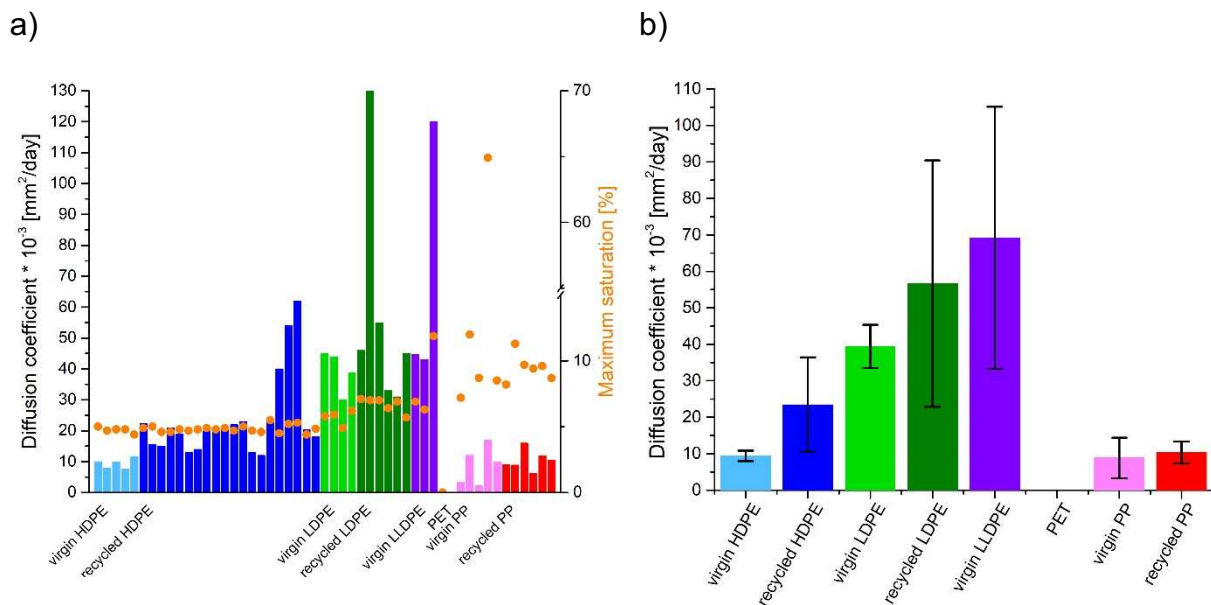 a)
b)
Diffusion coefficient * 10⁻³ [mm²/day]
130
120
110
100
90
80
70
60
50
40
30
20
10
0
70
60
10
0
Maximum saturation [%]
virgin HDPE
recycled HDPE
virgin LDPE
recycled LDPE
virgin LLDPE
PET
virgin PP
recycled PP
Diffusion coefficient * 10⁻³ [mm²/day]
110
100
90
80
70
60
50
40
30
20
10
0
virgin HDPE
recycled HDPE
virgin LDPE
recycled LDPE
virgin LLDPE
PET
virgin PP
recycled PP